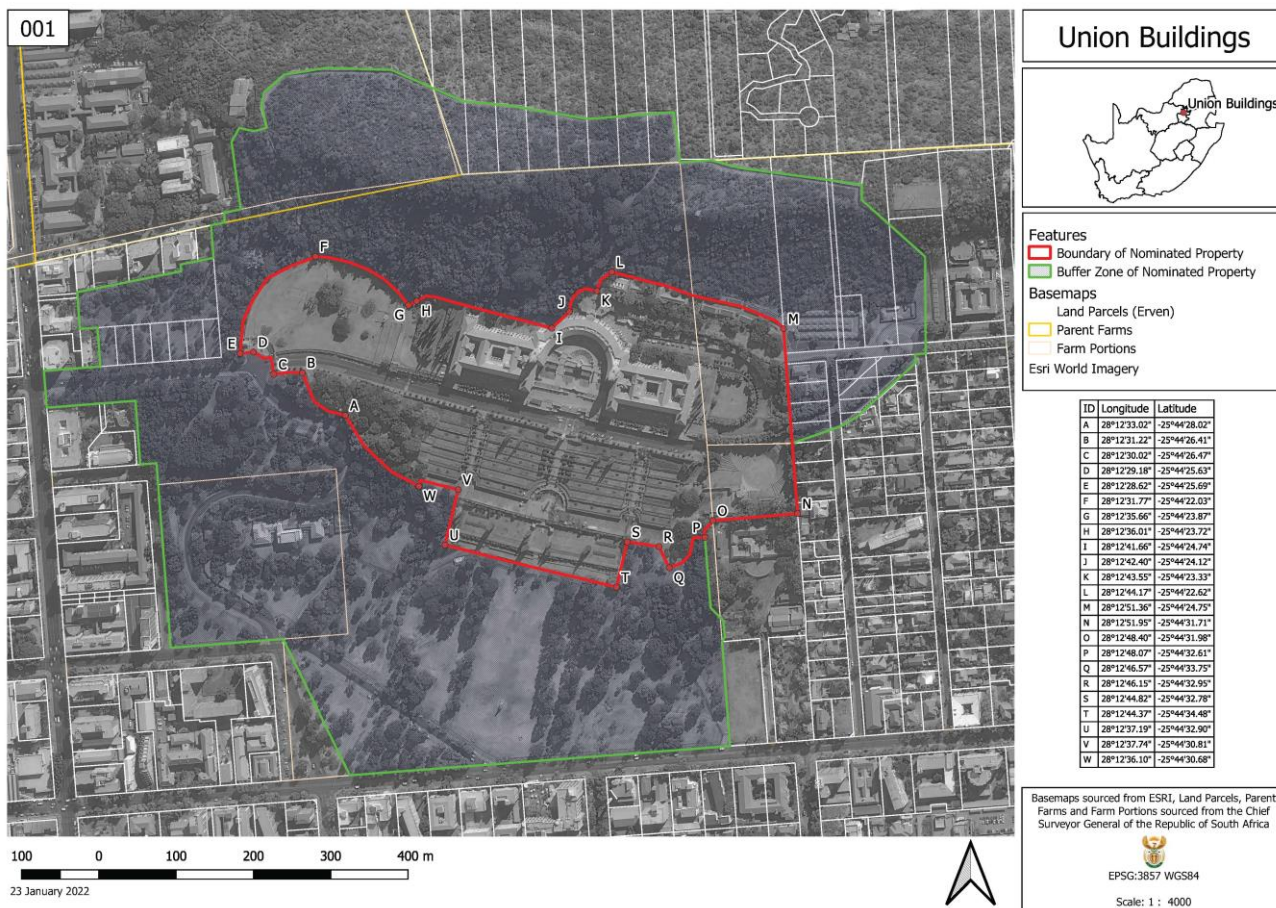 001
Union Buildings
Union Buildings
Features
Boundary of Nominated Property
Buffer Zone of Nominated Property
Basemaps
Land Parcels (Erven)
Parent Farms
Farm Portions
Esri World Imagery
ID Longitude Latitude
A 28°12'33.02" -25°44'28.02"
B 28°12'31.22" -25°44'26.41"
C 28°12'30.02" -25°44'26.47"
D 28°12'29.18" -25°44'25.63"
E 28°12'28.62" -25°44'25.69"
F 28°12'31.77" -25°44'22.03"
G 28°12'35.66" -25°44'23.87"
H 28°12'36.01" -25°44'23.72"
I 28°12'41.66" -25°44'24.74"
J 28°12'42.40" -25°44'24.12"
K 28°12'43.55" -25°44'23.33"
L 28°12'44.17" -25°44'22.62"
M 28°12'51.36" -25°44'24.75"
N 28°12'51.95" -25°44'31.71"
O 28°12'48.40" -25°44'31.98"
P 28°12'48.07" -25°44'32.61"
Q 28°12'46.57" -25°44'33.75"
R 28°12'46.15" -25°44'32.95"
S 28°12'44.82" -25°44'32.78"
T 28°12'44.37" -25°44'34.48"
U 28°12'37.19" -25°44'32.90"
V 28°12'37.74" -25°44'30.81"
W 28°12'36.10" -25°44'30.68"
Basemaps sourced from ESRI, Land Parcels, Parent
Farms and Farm Portions sourced from the Chief
Surveyor General of the Republic of South Africa
EPSG:3857 WGS84
Scale: 1 : 4000
F
L
G
H
J
K
I
M
E
D
C
B
A
W
V
U
S
R
P
O
N
Q
T
100 0 100 200 300 400 m
23 January 2022